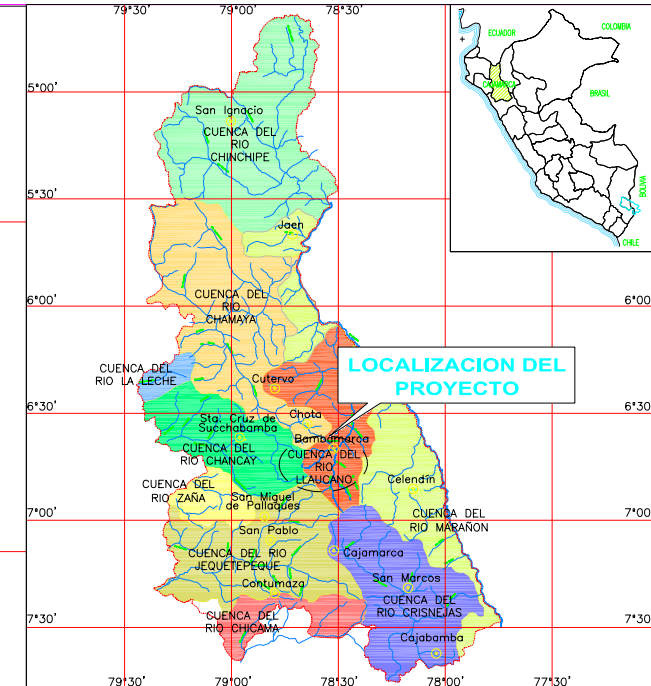 79°30'
79°00'
78°30'
5°00'
5°30'
6°00'
6°30'
7°00'
7°30'
ECUADOR
COLOMBIA
CAJAMARCA
BRASIL
BOLIVIA
CHILE
San Ignacio
CUENCA DEL
RIO
CHINCHIPE
Jaen
CUENCA DEL
RIO
CHAMAYA
6°00
LOCALIZACION DEL
PROYECTO
CUENCA DEL
RIO LA LECHE
Cutervo
6°30
Chota
Sta. Cruz de
Succhabamba
Bambamarca
CUENCA DEL
RIO CHANCAY
CUENCA DEL
RIO
LLAUCANO
Celendin
CUENCA DEL
RIO ZAÑA
San Miguel
de Pallaques
CUENCA DEL
RIO MARAÑON
7°00
San Pablo
Cajamarca
CUENCA DEL RIO
JEQUETEPEQUE
Contumaza
San Marcos
CUENCA DEL
RIO CRISNEJAS
CUENCA DEL
RIO CHICAMA
7°30
Cajabamba
79°30'
79°00'
78°30'
78°00'
77°30'